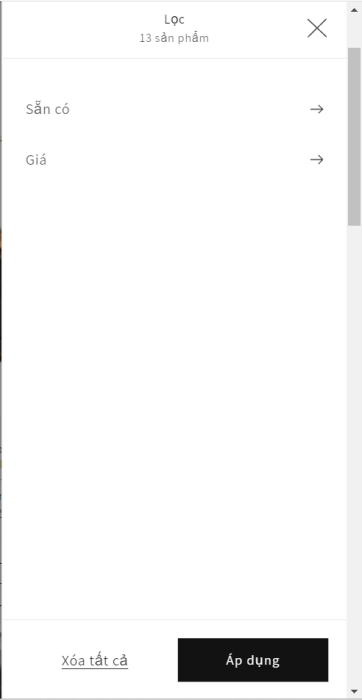 Lọc
13 sản phẩm
Sẵn có
Giá
Xóa tất cả
Áp dụng